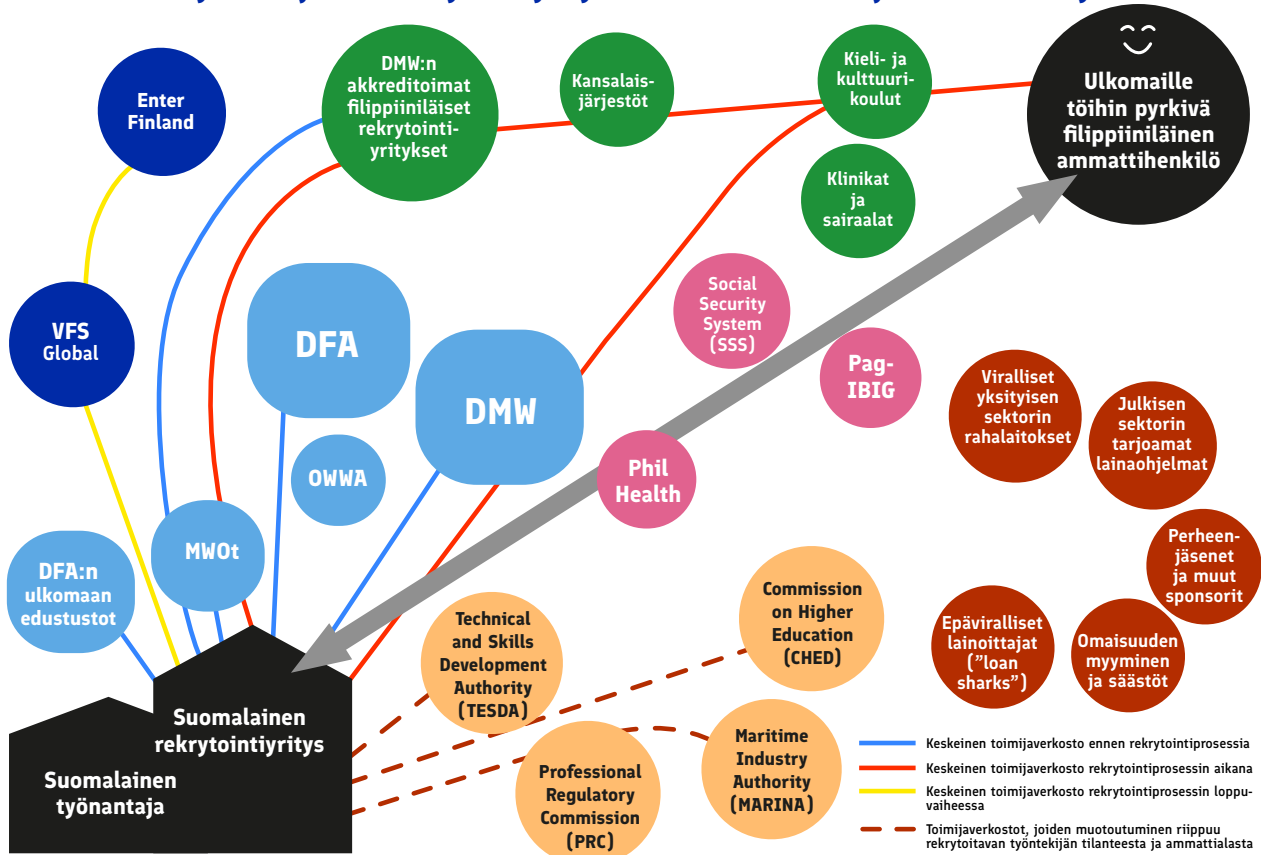 Enter
Finland
DMW:n
akkreditoimat
filippiiniläiset
rekrytointi-
yritykset
Kansalais-
järjestöt
Kieli- ja
kulttuuri-
koulut
Ulkomaille
töihin pyrkivä
filippiiniläinen
ammattihenkilö
Klinikat
ja
sairaalat
VFS
Global
DFA
DMW
Social
Security
System
(SSS)
Pag-
IBIG
Viralliset
yksityisen
sektorin
rahalaitokset
Julkisen
sektorin
tarjoamat
lainaohjelmat
OWWA
Phil
Health
MWOt
DFA:n
ulkomaan
edustustot
Perheen-
jäsenet
ja muut
sponsorit
Technical
and Skills
Development
Authority
(TESDA)
Commission
on Higher
Education
(CHED)
Epäviralliset
lainoittajat
("loan
sharks")
Omaisuuden
myyminen
ja säästöt
Suomalainen
rekrytointiyritys
Suomalainen
työnantaja
Professional
Regulatory
Commission
(PRC)
Maritime
Industry
Authority
(MARINA)
Keskeinen toimijaverkosto ennen rekrytointiprosessia
Keskeinen toimijaverkosto rekrytointiprosessin aikana
Keskeinen toimijaverkosto rekrytointiprosessin loppu-
vaiheessa
Toimijaverkostot, joiden muotoutuminen riippuu
rekrytoitavan työntekijän tilanteesta ja ammattialasta